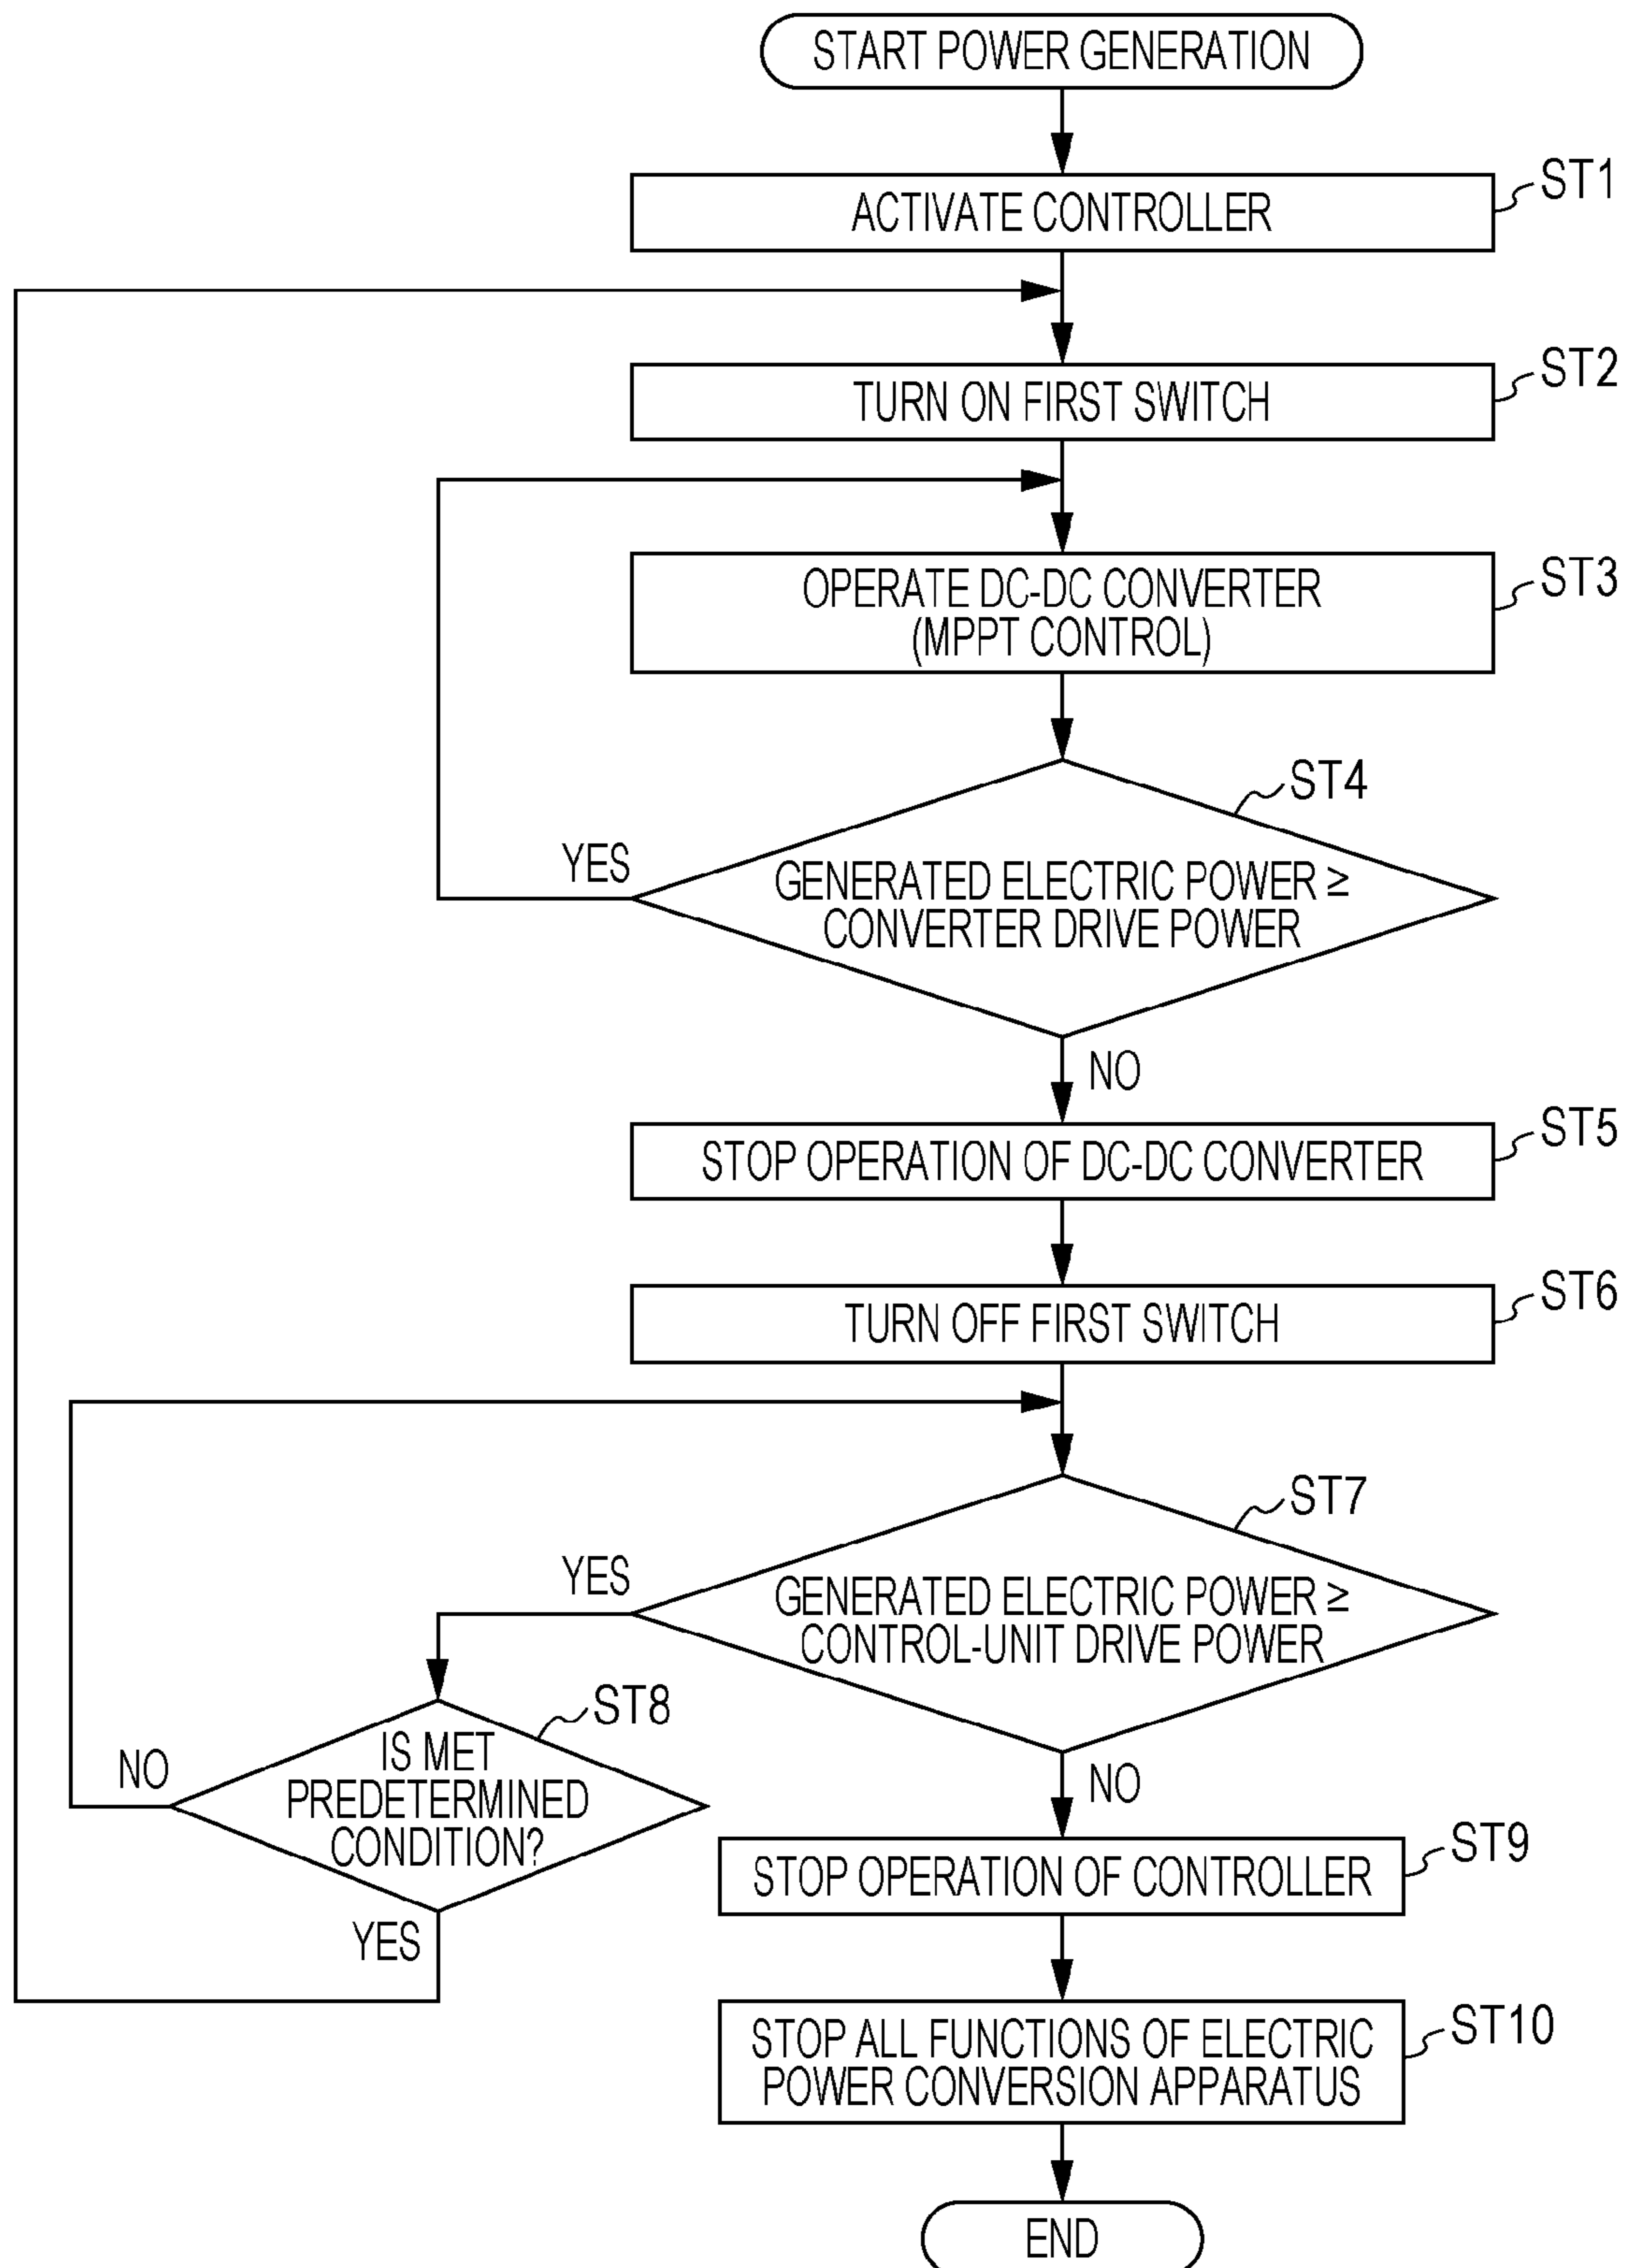 START POWER GENERATION
ACTIVATE CONTROLLER
ST1
TURN ON FIRST SWITCH
ST2
OPERATE DC-DC CONVERTER
(MPPT CONTROL)
ST3
ST4
YES
GENERATED ELECTRIC POWER ≥
CONVERTER DRIVE POWER
NO
STOP OPERATION OF DC-DC CONVERTER
ST5
TURN OFF FIRST SWITCH
ST6
ST7
YES
GENERATED ELECTRIC POWER ≥
CONTROL-UNIT DRIVE POWER
ST8
NO
IS MET
PREDETERMINED
CONDITION?
YES
NO
STOP OPERATION OF CONTROLLER
ST9
STOP ALL FUNCTIONS OF ELECTRIC
POWER CONVERSION APPARATUS
ST10
END